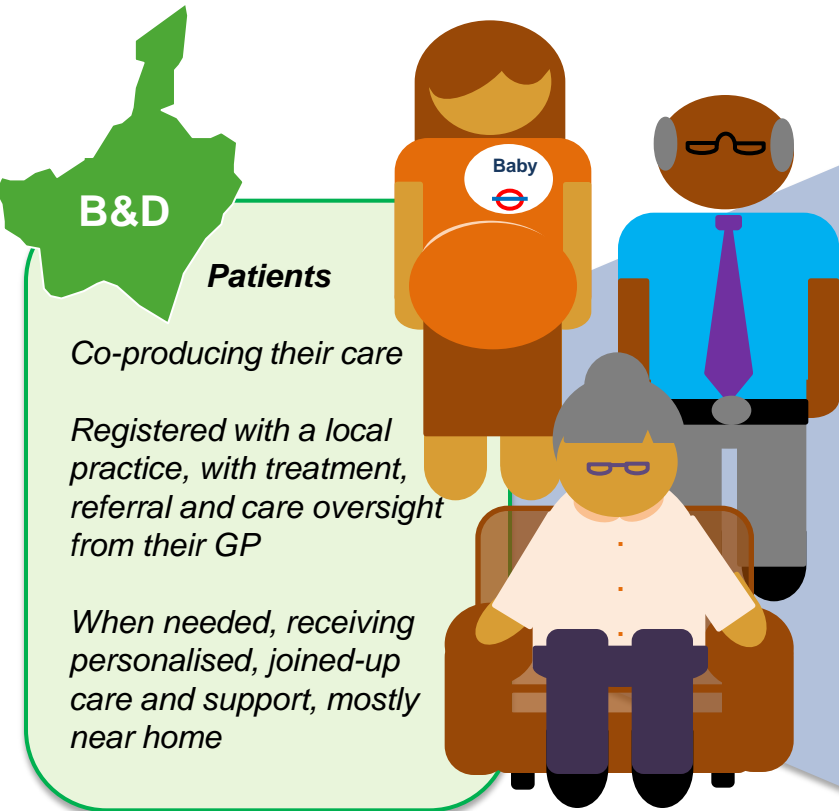 Baby
B&D
Patients
Co-producing their care
Registered with a local
practice, with treatment,
referral and care oversight
from their GP
When needed, receiving
personalised, joined-up
care and support, mostly
near home